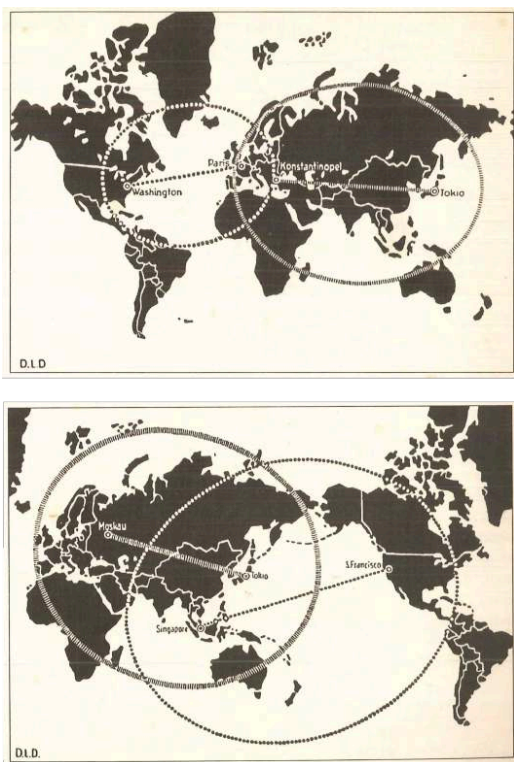 Paris
Konstantinopel
Washington
Tokio
D.I.D
Moskau
Tokio
S.Francisco
Singapore
D.I.D.